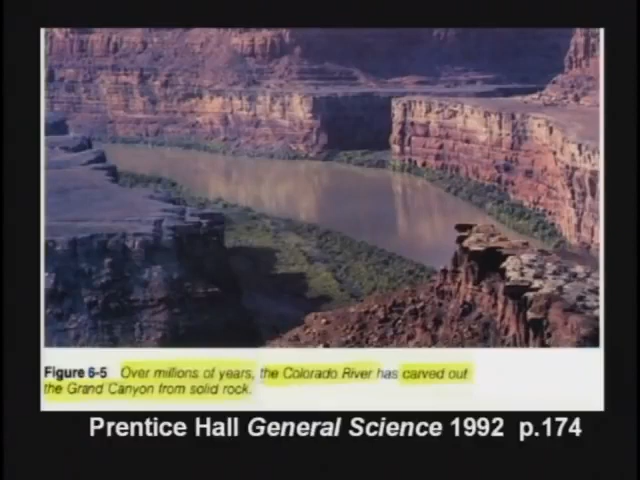 Figure 6-5 Over millions of years, the Colorado River has carved out
the Grand Canyon from solid rock.
Prentice Hall General Science 1992 p.174